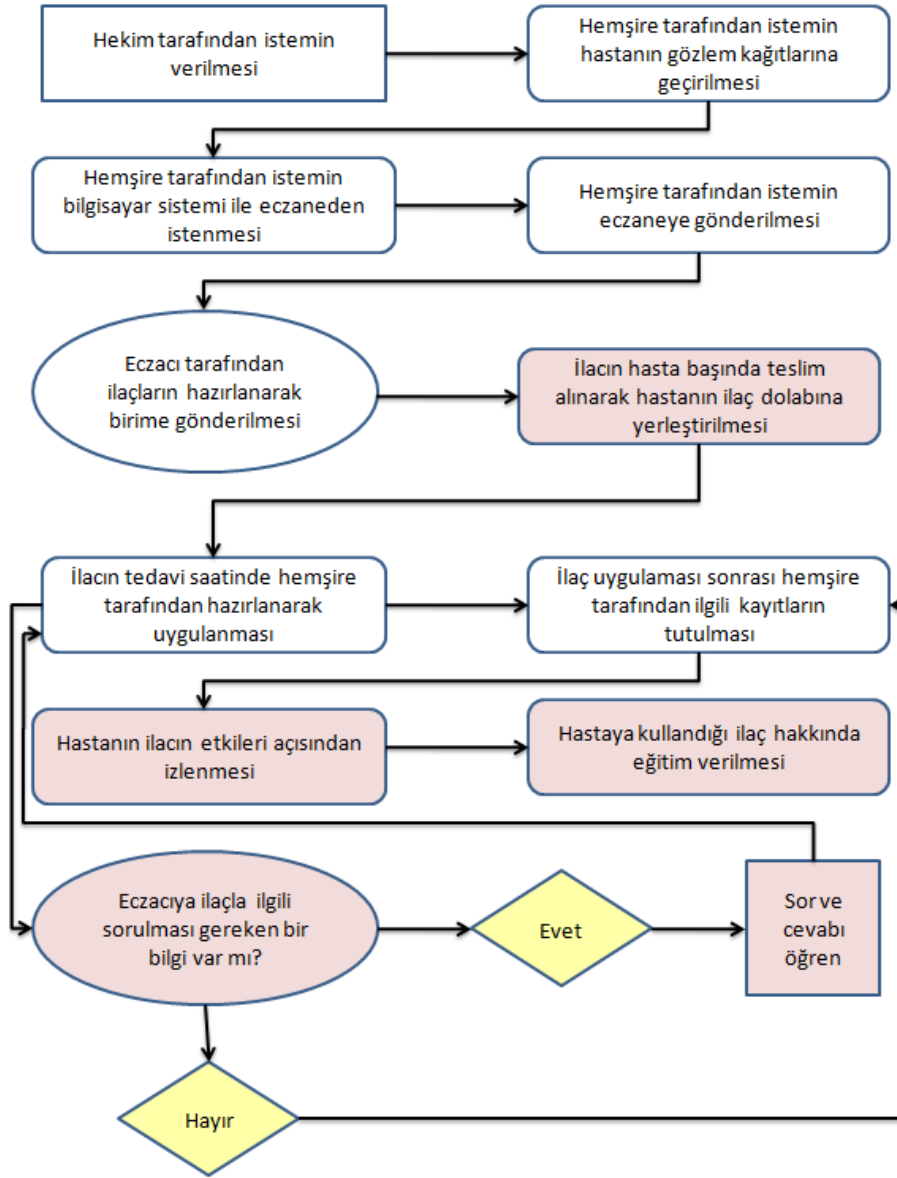 Hekim tarafından istemin
verilmesi
Hemşire tarafından istemin
hastanın gözlem kağıtlarına
geçirilmesi
Hemşire tarafından istemin
bilgisayar sistemi ile eczaneden
istenmesi
Hemşire tarafından istemin
eczaneye gönderilmesi
Eczacı tarafından
ilaçların hazırlanarak
birime gönderilmesi
İlacın hasta başında teslim
alınarak hastanın ilaç dolabına
yerleştirilmesi
İlacın tedavi saatinde hemşire
tarafından hazırlanarak
uygulanması
İlaç uygulaması sonrası hemşire
tarafından ilgili kayıtların
tutulması
Hastanın ilacın etkileri açısından
izlenmesi
Hastaya kullandığı ilaç hakkında
eğitim verilmesi
Eczacıya ilaçla ilgili
sorulması gereken bir
bilgi var mı?
Evet
Sor ve
cevabı
öğren
Hayır